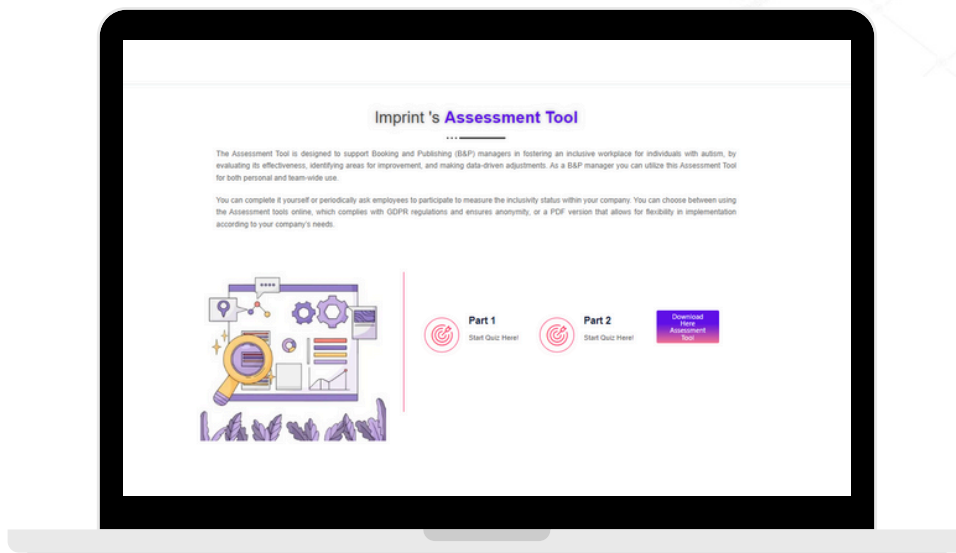 Imprint 's Assessment Tool
The Assessment Tool is designed to support Booking and Publishing (B&P) managers in fostering an inclusive workplace for individuals with autism, by
evaluating its effectiveness, identifying areas for improvement, and making data-driven adjustments. As a B&P manager you can utilize this Assessment Tool
for both personal and team-wide use.
You can complete it yourself or periodically ask employees to participate to measure the inclusivity status within your company. You can choose between using
the Assessment tools online, which complies with GDPR regulations and ensures anonymity, or a PDF version that allows for flexibility in implementation
according to your company's needs.
Part 1
Start Quiz Here!
Part 2
Start Quiz Here!
Download
Here
Assessment
Tool